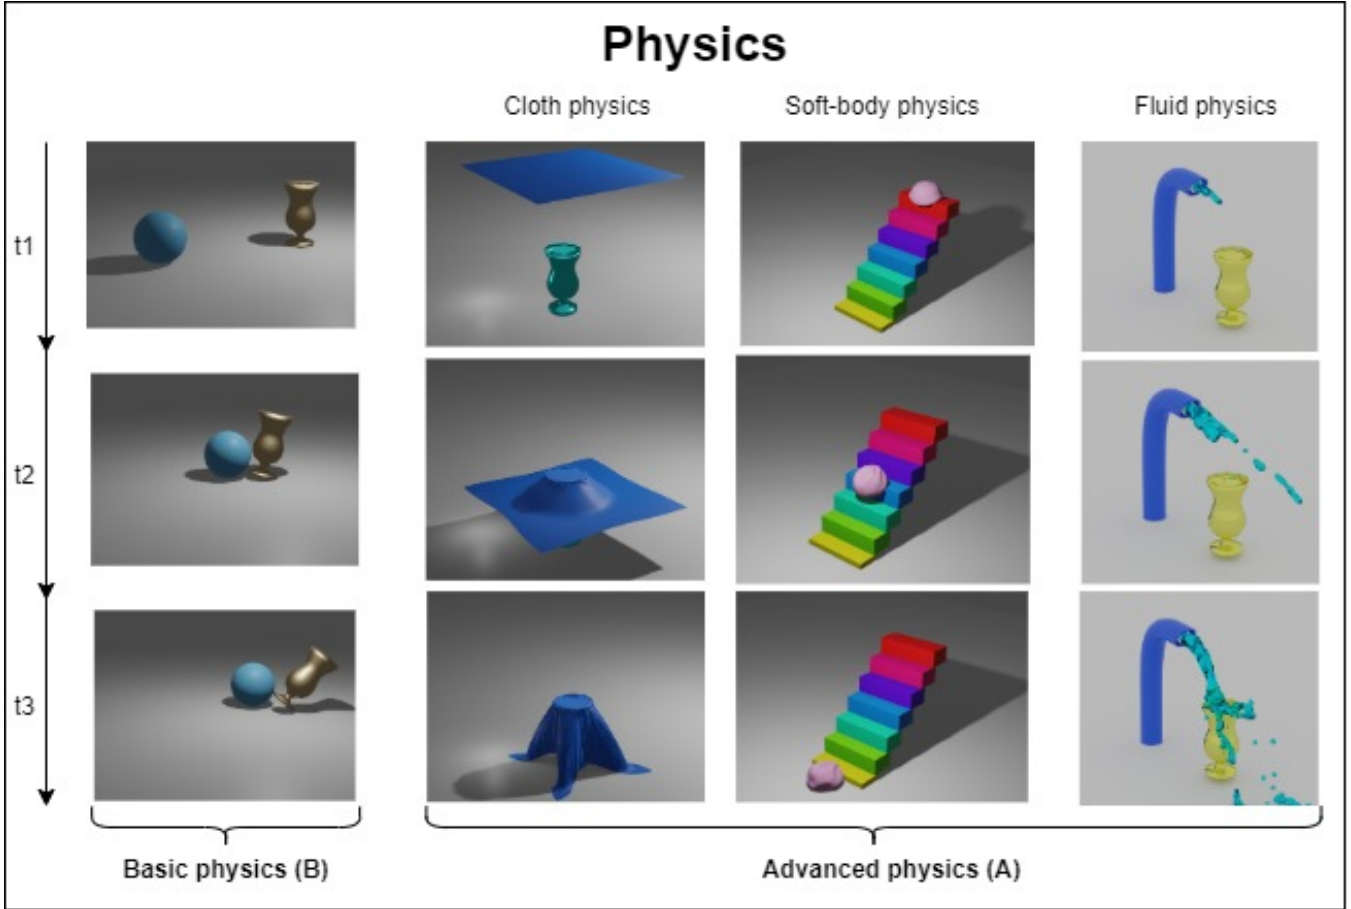 Physics
Cloth physics
Soft-body physics
Fluid physics
t1
t2
t3
Basic physics (B)
Advanced physics (A)